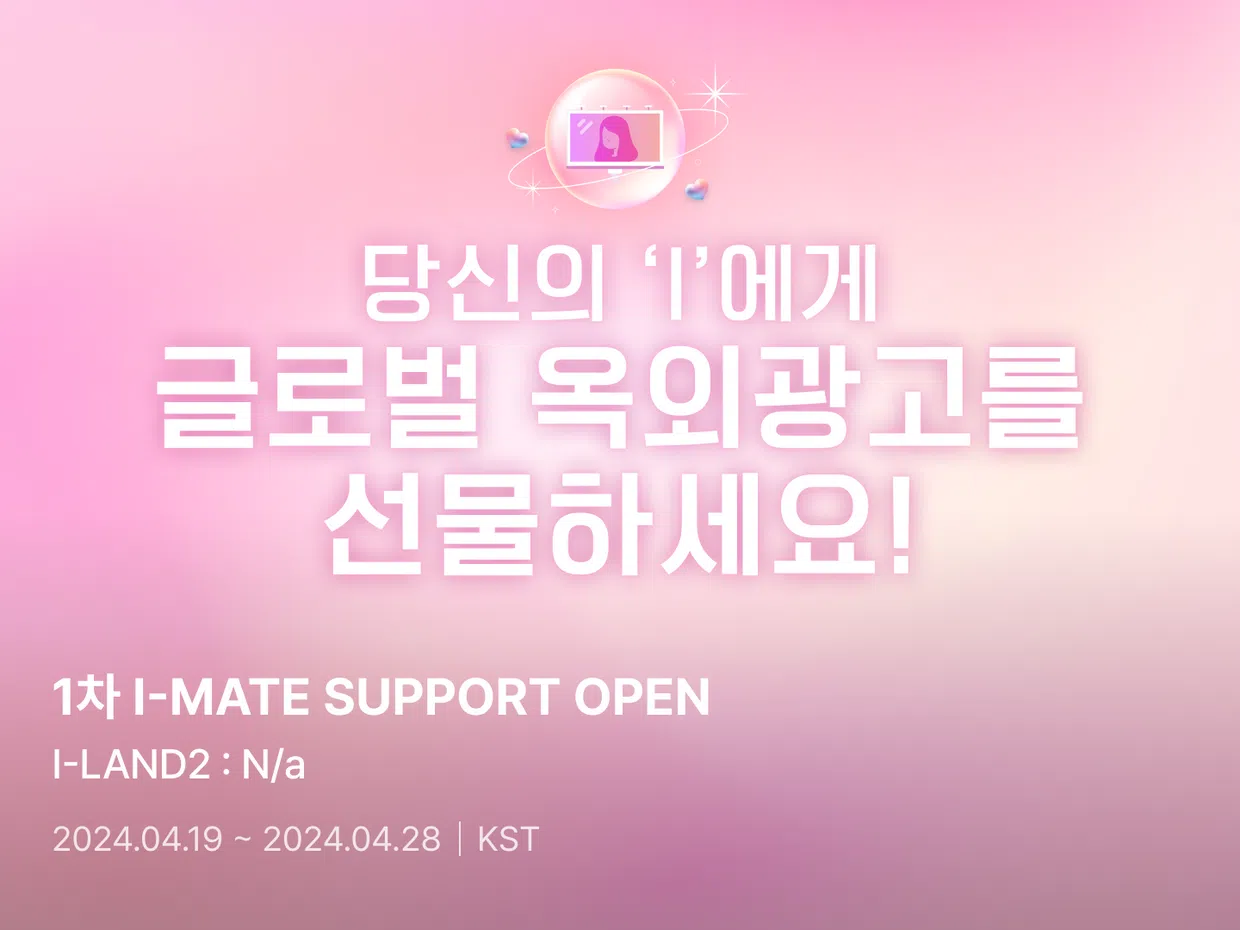 당신의 ‘I’에게
글로벌 옥외광고를
선물하세요!
1차 I-MATE SUPPORT OPEN
I-LAND2 : N/a
2024.04.19 ~ 2024.04.28 | KST